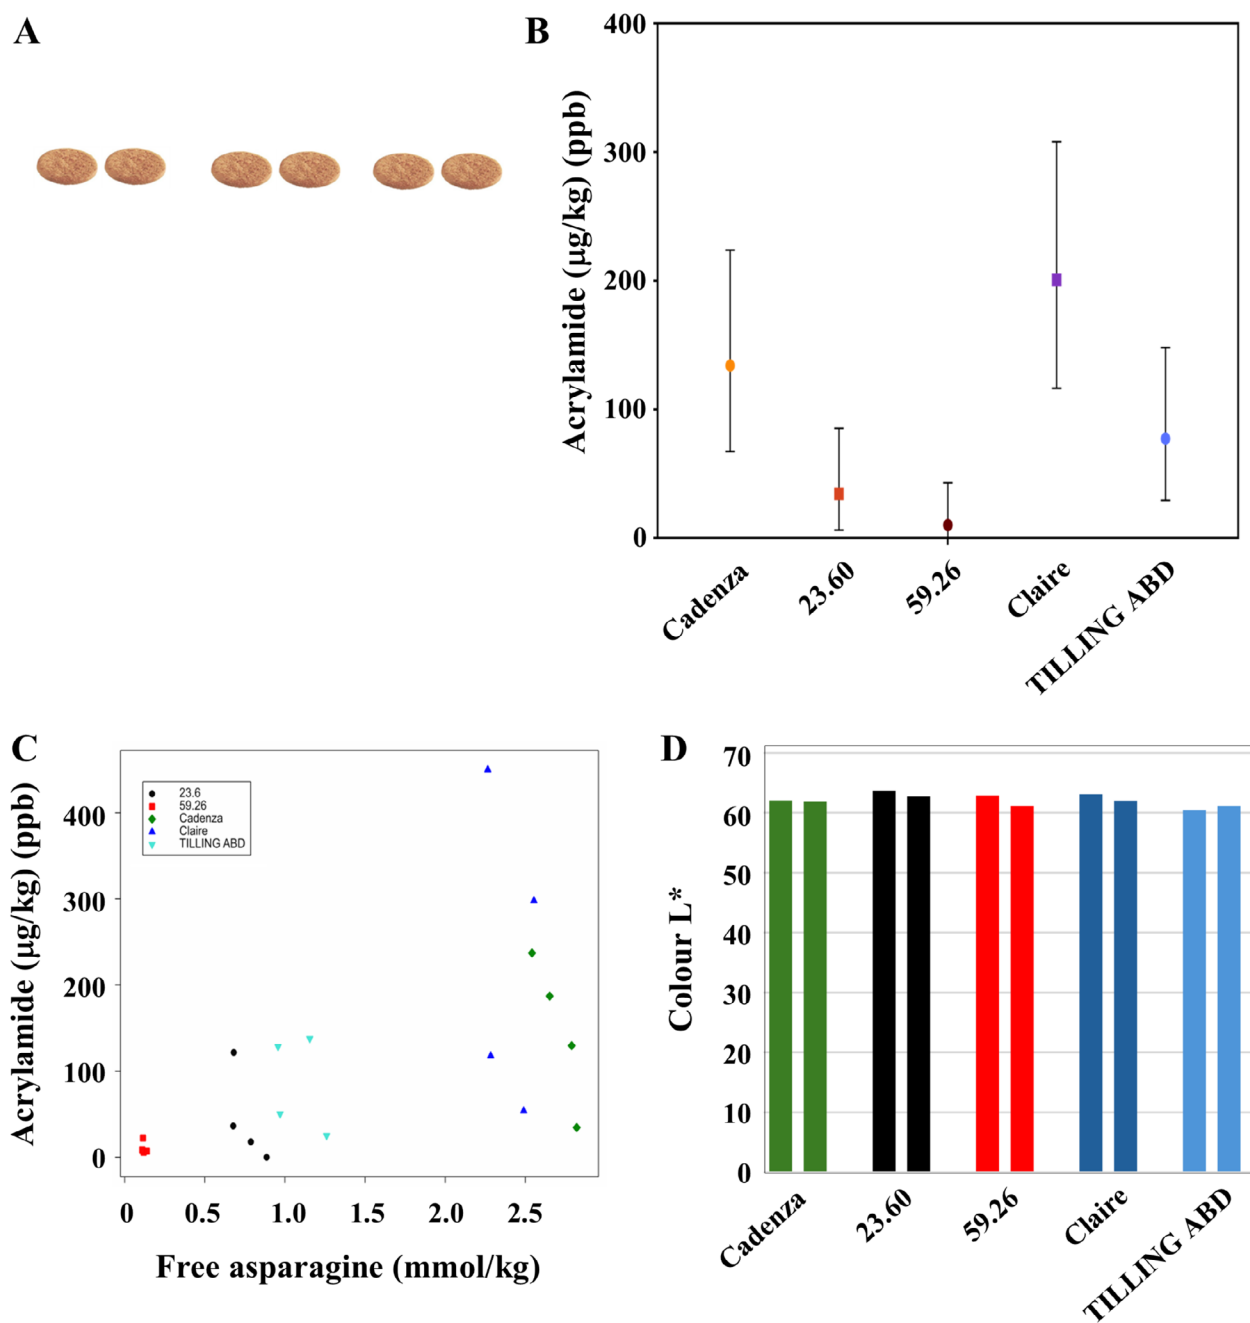 A
B
Acrylamide (µg/kg) (ppb)
400
300
200
100
0
Cadenza
23.60
59.26
Claire
TILLING ABD
C
Acrylamide (µg/kg) (ppb)
400
300
200
100
0
23.6
59.26
Cadenza
Claire
TILLING ABD
0 0.5 1.0 1.5 2.0 2.5
Free asparagine (mmol/kg)
D
Colour L*
70
60
50
40
30
20
10
0
Cadenza
23.60
59.26
Claire
TILLING ABD